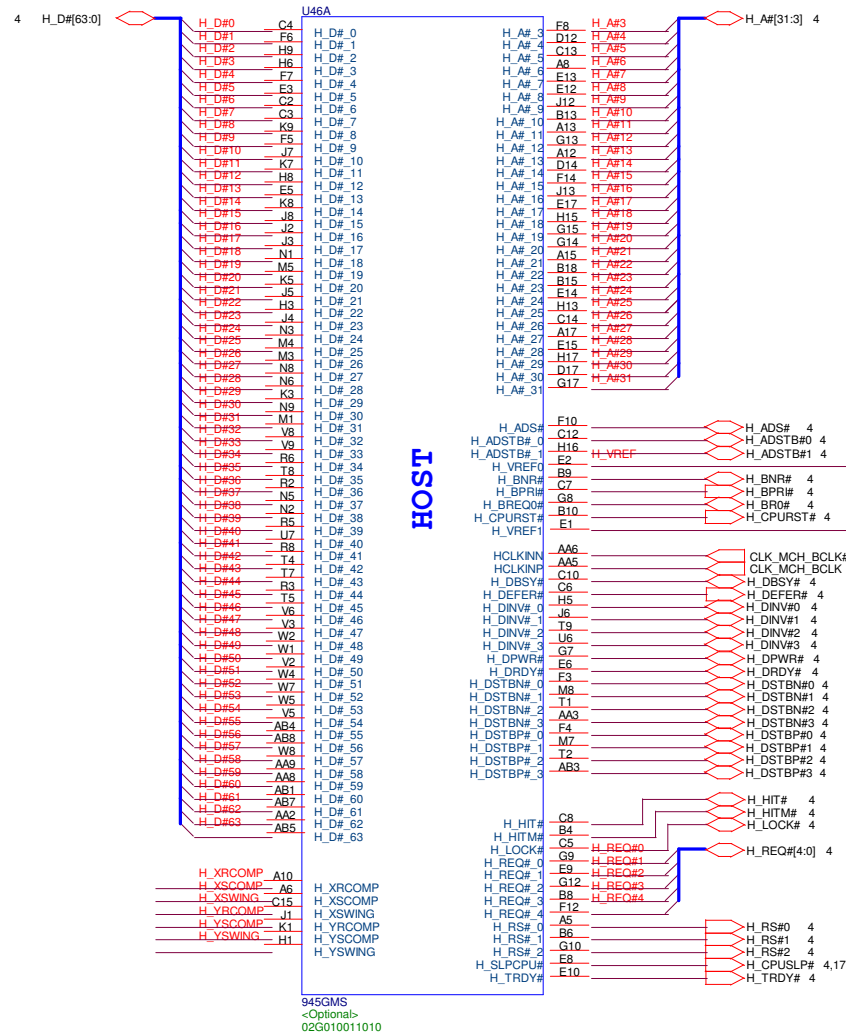 U46A
4 H_D#[63:0]
H_D#0 C4 H_D#_0
H_D#1 F6 H_D#_1
H_D#2 H9 H_D#_2
H_D#3 H6 H_D#_3
H_D#4 F7 H_D#_4
H_D#5 E3 H_D#_5
H_D#6 C2 H_D#_6
H_D#7 C3 H_D#_7
H_D#8 K9 H_D#_8
H_D#9 F5 H_D#_9
H_D#10 J7 H_D#_10
H_D#11 K7 H_D#_11
H_D#12 H8 H_D#_12
H_D#13 E5 H_D#_13
H_D#14 K8 H_D#_14
H_D#15 J8 H_D#_15
H_D#16 J2 H_D#_16
H_D#17 J3 H_D#_17
H_D#18 N1 H_D#_18
H_D#19 M5 H_D#_19
H_D#20 K5 H_D#_20
H_D#21 J5 H_D#_21
H_D#22 H3 H_D#_22
H_D#23 J4 H_D#_23
H_D#24 N3 H_D#_24
H_D#25 M4 H_D#_25
H_D#26 M3 H_D#_26
H_D#27 N8 H_D#_27
H_D#28 N6 H_D#_28
H_D#29 K3 H_D#_29
H_D#30 N9 H_D#_30
H_D#31 M1 H_D#_31
H_D#32 V8 H_D#_32
H_D#33 V9 H_D#_33
H_D#34 R6 H_D#_34
H_D#35 T8 H_D#_35
H_D#36 R2 H_D#_36
H_D#37 N5 H_D#_37
H_D#38 N2 H_D#_38
H_D#39 R5 H_D#_39
H_D#40 U7 H_D#_40
H_D#41 R8 H_D#_41
H_D#42 T4 H_D#_42
H_D#43 T7 H_D#_43
H_D#44 R3 H_D#_44
H_D#45 T5 H_D#_45
H_D#46 V6 H_D#_46
H_D#47 V3 H_D#_47
H_D#48 W2 H_D#_48
H_D#49 W1 H_D#_49
H_D#50 V2 H_D#_50
H_D#51 W4 H_D#_51
H_D#52 W7 H_D#_52
H_D#53 W5 H_D#_53
H_D#54 V5 H_D#_54
H_D#55 AB4 H_D#_55
H_D#56 AB8 H_D#_56
H_D#57 W8 H_D#_57
H_D#58 AA9 H_D#_58
H_D#59 AA8 H_D#_59
H_D#60 AB1 H_D#_60
H_D#61 AB7 H_D#_61
H_D#62 AA2 H_D#_62
H_D#63 AB5 H_D#_63
H_XRCOMP A10 H_XRCOMP
H_XSCOMP A6 H_XSCOMP
H_XSWING C15 H_XSWING
H_YRCOMP J1 H_YRCOMP
H_YSCOMP K1 H_YSCOMP
H_YSWING H1 H_YSWING
HOST
H_A#[31:3] 4
H_A#_3 F8 H_A#3
H_A#_4 D12 H_A#4
H_A#_5 C13 H_A#5
H_A#_6 A8 H_A#6
H_A#_7 E13 H_A#7
H_A#_8 E12 H_A#8
H_A#_9 J12 H_A#9
H_A#_10 B13 H_A#10
H_A#_11 A13 H_A#11
H_A#_12 G13 H_A#12
H_A#_13 A12 H_A#13
H_A#_14 D14 H_A#14
H_A#_15 F14 H_A#15
H_A#_16 J13 H_A#16
H_A#_17 E17 H_A#17
H_A#_18 H15 H_A#18
H_A#_19 G15 H_A#19
H_A#_20 G14 H_A#20
H_A#_21 A15 H_A#21
H_A#_22 B18 H_A#22
H_A#_23 B15 H_A#23
H_A#_24 E14 H_A#24
H_A#_25 H13 H_A#25
H_A#_26 C14 H_A#26
H_A#_27 A17 H_A#27
H_A#_28 E15 H_A#28
H_A#_29 H17 H_A#29
H_A#_30 D17 H_A#30
H_A#_31 G17 H_A#31
H_ADS# F10 H_ADS# 4
H_ADSTB#_0 C12 H_ADSTB#0 4
H_ADSTB#_1 H16 H_ADSTB#1 4
H_VREF0 E2 H_VREF
H_BNR# B9 H_BNR# 4
H_BPRI# C7 H_BPRI# 4
H_BREQ0# G8 H_BR0# 4
H_CPURST# B10 H_CPURST# 4
H_VREF1 E1
HCLKINN AA6 CLK_MCH_BCLK#
HCLKINP AA5 CLK_MCH_BCLK
H_DBSY# C10 H_DBSY# 4
H_DEFER# C6 H_DEFER# 4
H_DINV#_0 H5 H_DINV#0 4
H_DINV#_1 J6 H_DINV#1 4
H_DINV#_2 T9 H_DINV#2 4
H_DINV#_3 U6 H_DINV#3 4
H_DPWR# G7 H_DPWR# 4
H_DRDY# E6 H_DRDY# 4
H_DSTBN#_0 F3 H_DSTBN#0 4
H_DSTBN#_1 M8 H_DSTBN#1 4
H_DSTBN#_2 T1 H_DSTBN#2 4
H_DSTBN#_3 AA3 H_DSTBN#3 4
H_DSTBP#_0 F4 H_DSTBP#0 4
H_DSTBP#_1 M7 H_DSTBP#1 4
H_DSTBP#_2 T2 H_DSTBP#2 4
H_DSTBP#_3 AB3 H_DSTBP#3 4
H_HIT# C8 H_HIT# 4
H_HITM# B4 H_HITM# 4
H_LOCK# C5 H_LOCK# 4
H_REQ#_0 G9 H_REQ#0 H_REQ#[4:0] 4
H_REQ#_1 E9 H_REQ#1
H_REQ#_2 G12 H_REQ#2
H_REQ#_3 B8 H_REQ#3
H_REQ#_4 F12 H_REQ#4
H_RS#_0 A5 H_RS#0 4
H_RS#_1 B6 H_RS#1 4
H_RS#_2 G10 H_RS#2 4
H_SLPCPU# E8 H_CPUSLP# 4,17
H_TRDY# E10 H_TRDY# 4
945GMS
<Optional>
02G010011010